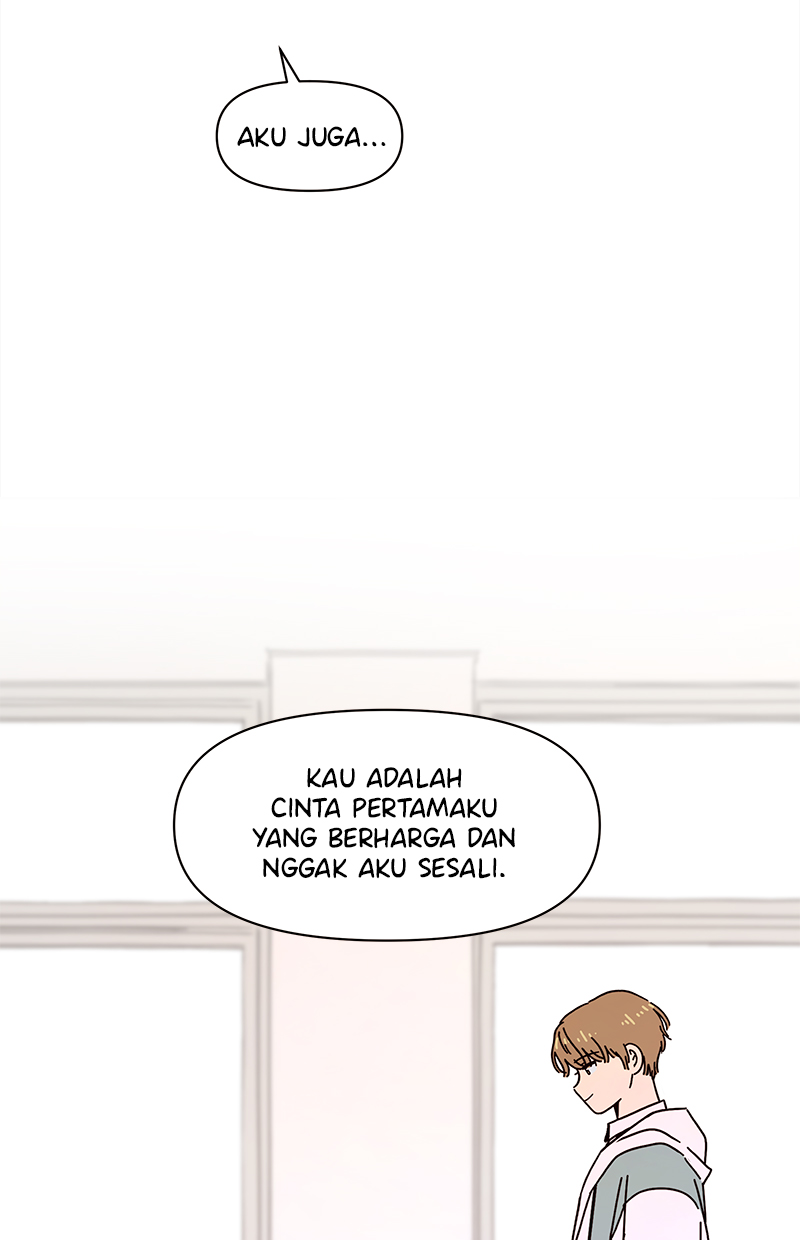 AKU JUGA...
KAU ADALAH
CINTA PERTAMAKU
YANG BERHARGA DAN
NGGAK AKU SESALI.